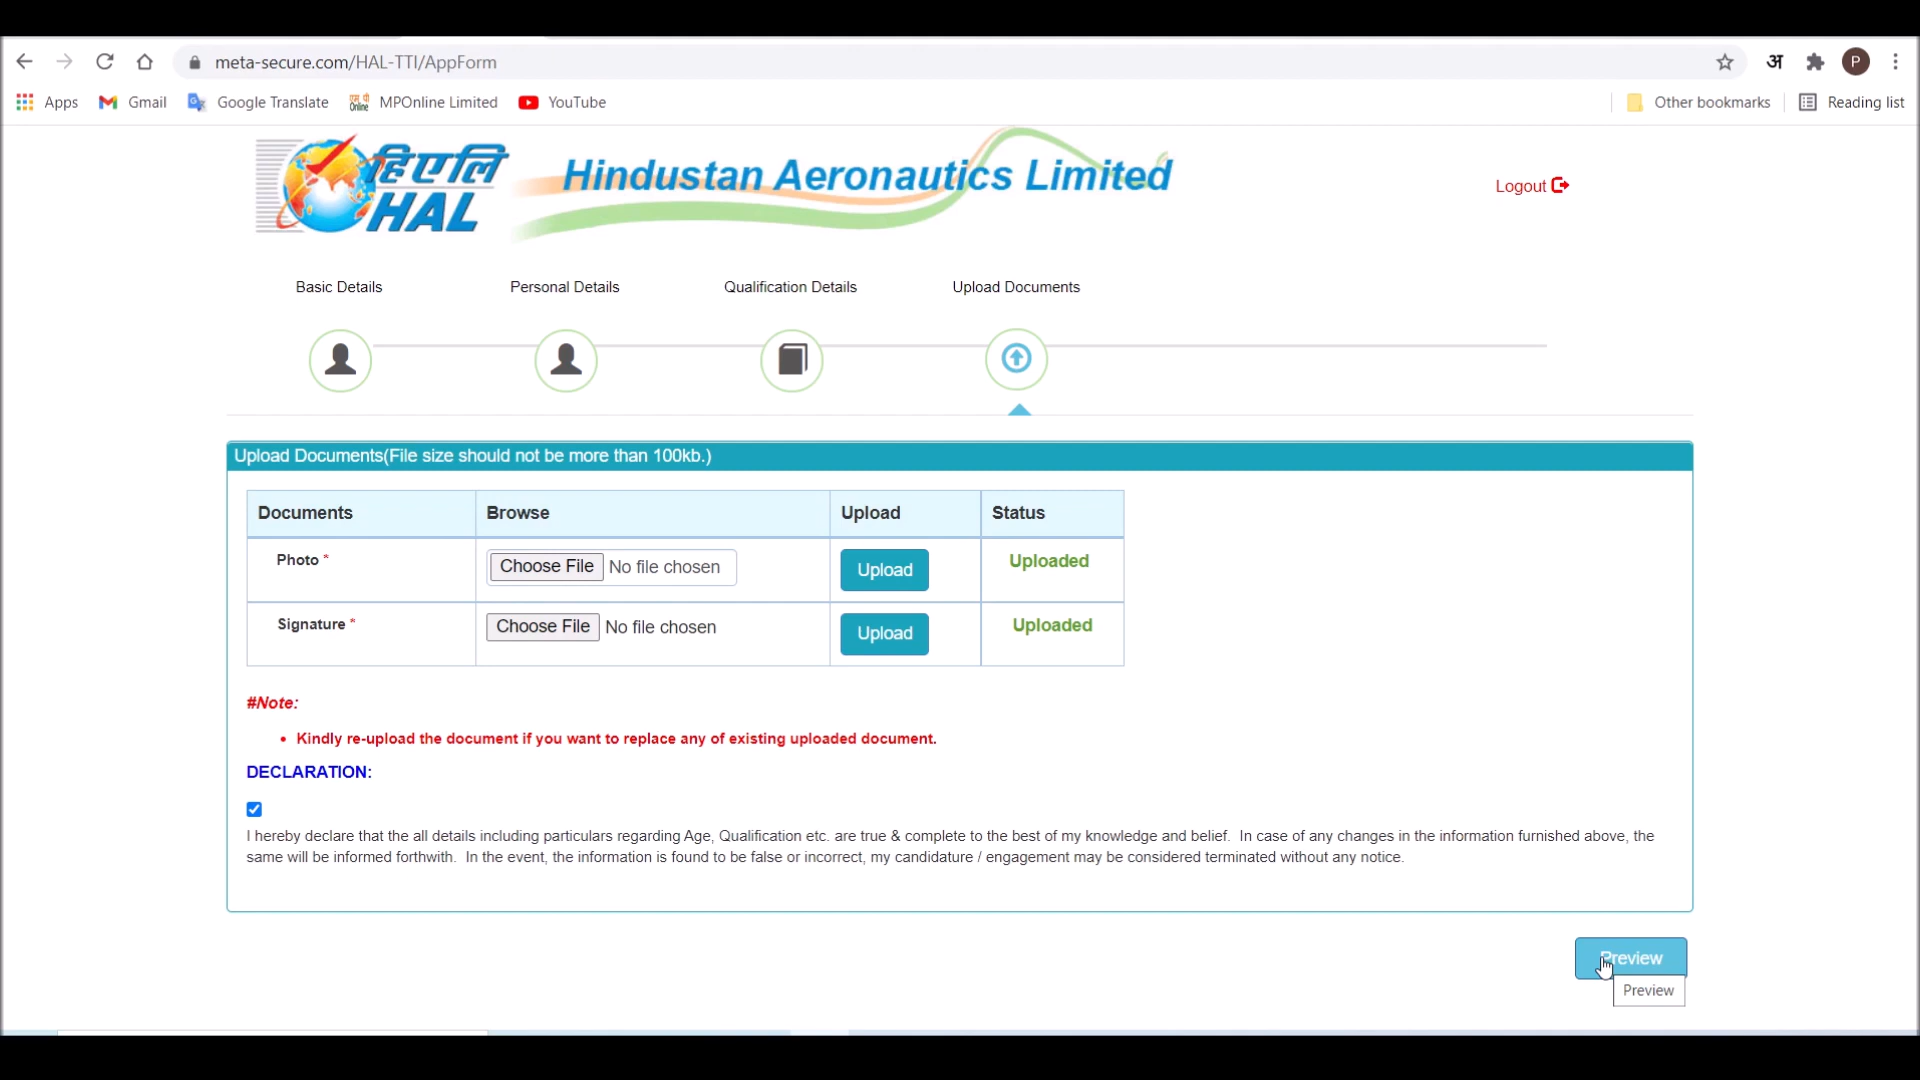 meta-secure.com/HAL-TTI/AppForm
अ
P
Apps Gmail Google Translate एम पी Online MPOnline Limited YouTube Other bookmarks Reading list
हिएलि
HAL
Hindustan Aeronautics Limited
Logout
Basic Details Personal Details Qualification Details Upload Documents
Upload Documents(File size should not be more than 100kb.)
Documents Browse Upload Status
Photo * Choose File No file chosen Upload Uploaded
Signature * Choose File No file chosen Upload Uploaded
#Note:
• Kindly re-upload the document if you want to replace any of existing uploaded document.
DECLARATION:
I hereby declare that the all details including particulars regarding Age, Qualification etc. are true & complete to the best of my knowledge and belief. In case of any changes in the information furnished above, the
same will be informed forthwith. In the event, the information is found to be false or incorrect, my candidature / engagement may be considered terminated without any notice.
Preview
Preview